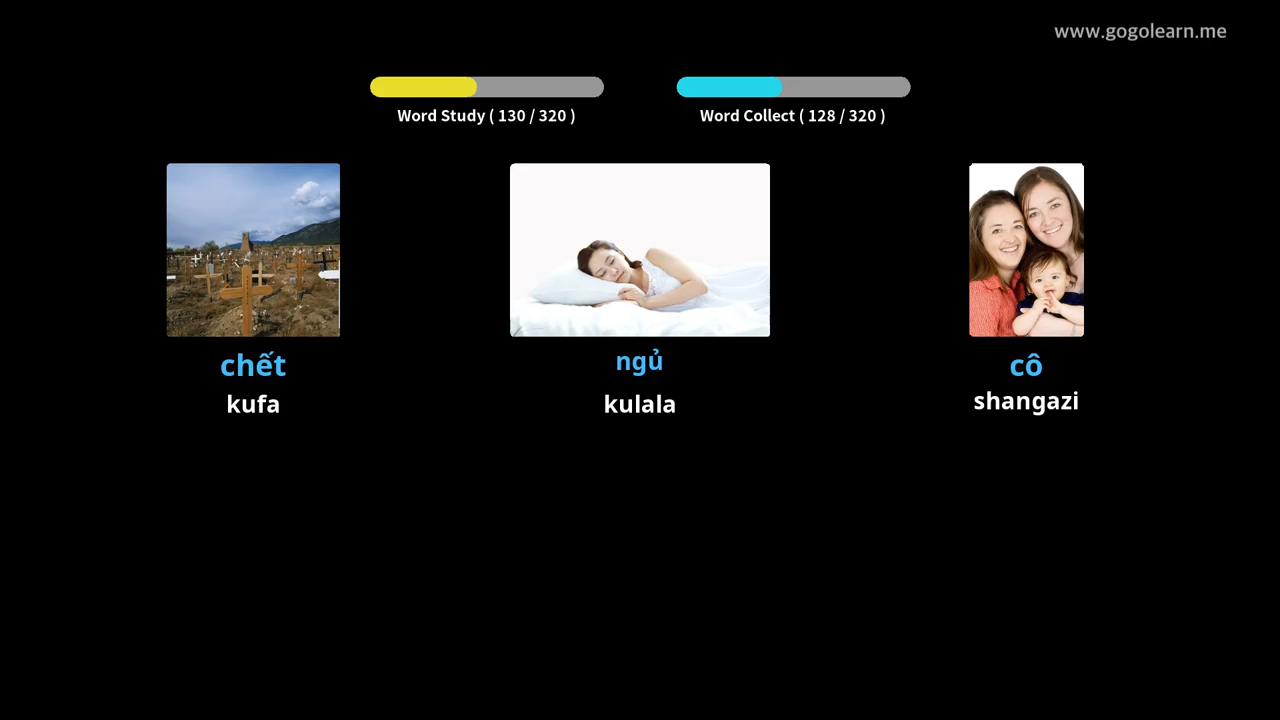 www.gogolearn.me
Word Study ( 130 / 320 )
Word Collect ( 128 / 320 )
chết
ngủ
cô
kufa
kulala
shangazi